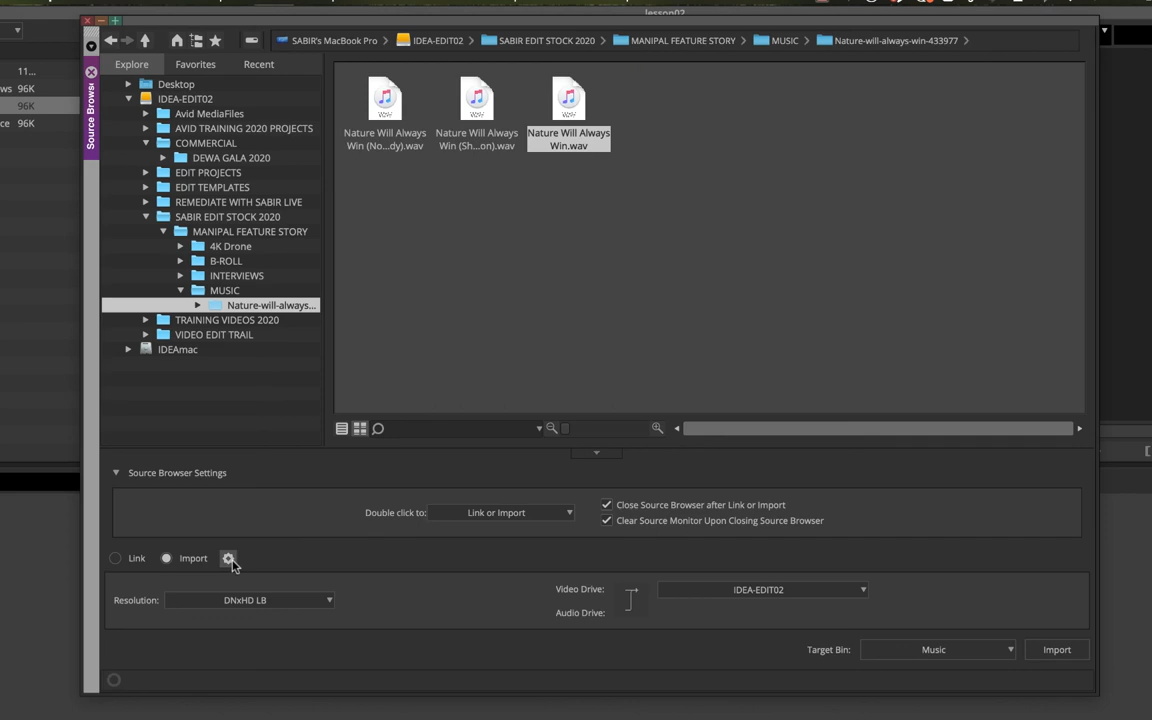 lesson02
11...
ws 96K
96K
ce 96K
Source Browser
SABIR's MacBook Pro IDEA-EDIT02 SABIR EDIT STOCK 2020 MANIPAL FEATURE STORY MUSIC Nature-will-always-win-433977
Explore Favorites Recent
Desktop
IDEA-EDIT02
Avid MediaFiles
AVID TRAINING 2020 PROJECTS
COMMERCIAL
DEWA GALA 2020
EDIT PROJECTS
EDIT TEMPLATES
REMEDIATE WITH SABIR LIVE
SABIR EDIT STOCK 2020
MANIPAL FEATURE STORY
4K Drone
B-ROLL
INTERVIEWS
MUSIC
Nature-will-always...
TRAINING VIDEOS 2020
VIDEO EDIT TRAIL
IDEAmac
Nature Will Always
Win (No...dy).wav
Nature Will Always
Win (Sh...on).wav
Nature Will Always
Win.wav
Source Browser Settings
Double click to: Link or Import
Close Source Browser after Link or Import
Clear Source Monitor Upon Closing Source Browser
Link Import
Resolution: DNxHD LB
Video Drive: IDEA-EDIT02
Audio Drive:
Target Bin: Music Import